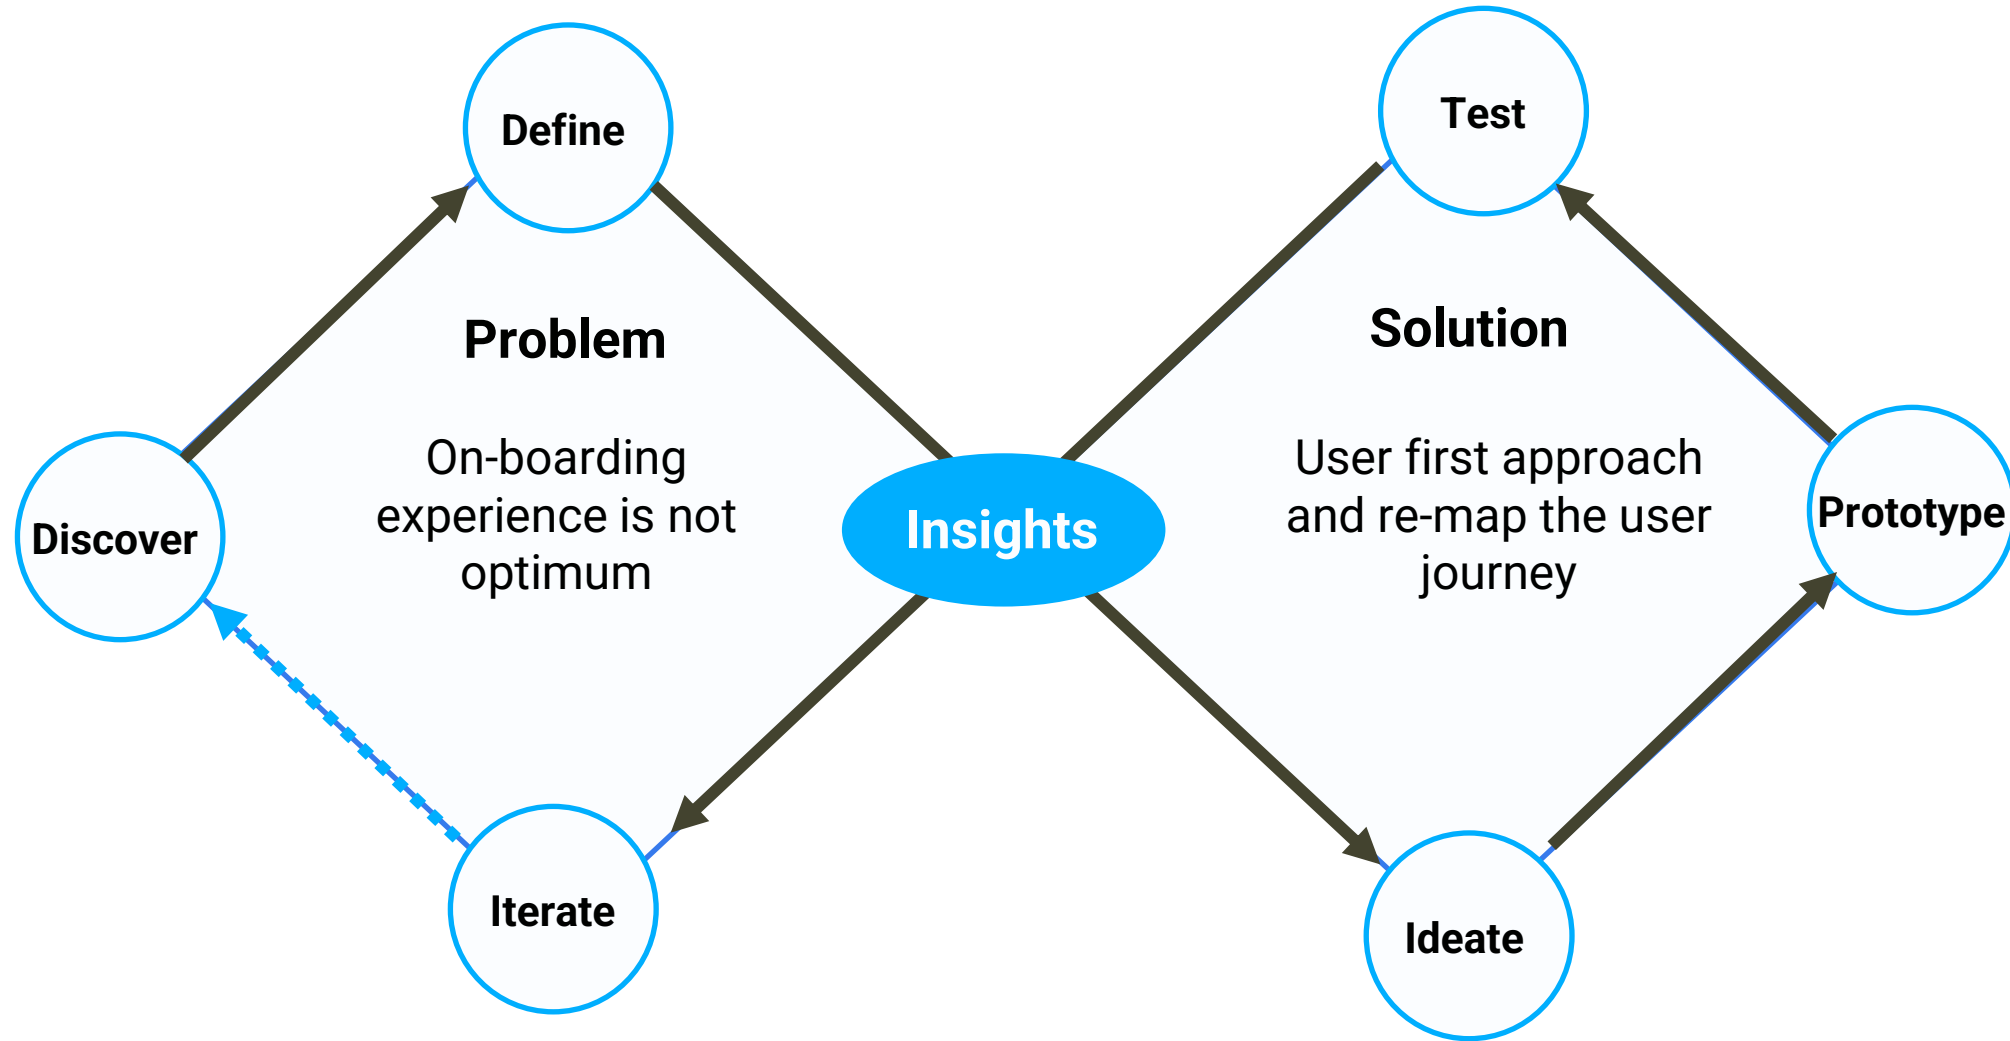 Define
Test
Problem
Solution
On-boarding
experience is not
optimum
User first approach
and re-map the user
journey
Discover
Insights
Prototype
Iterate
Ideate